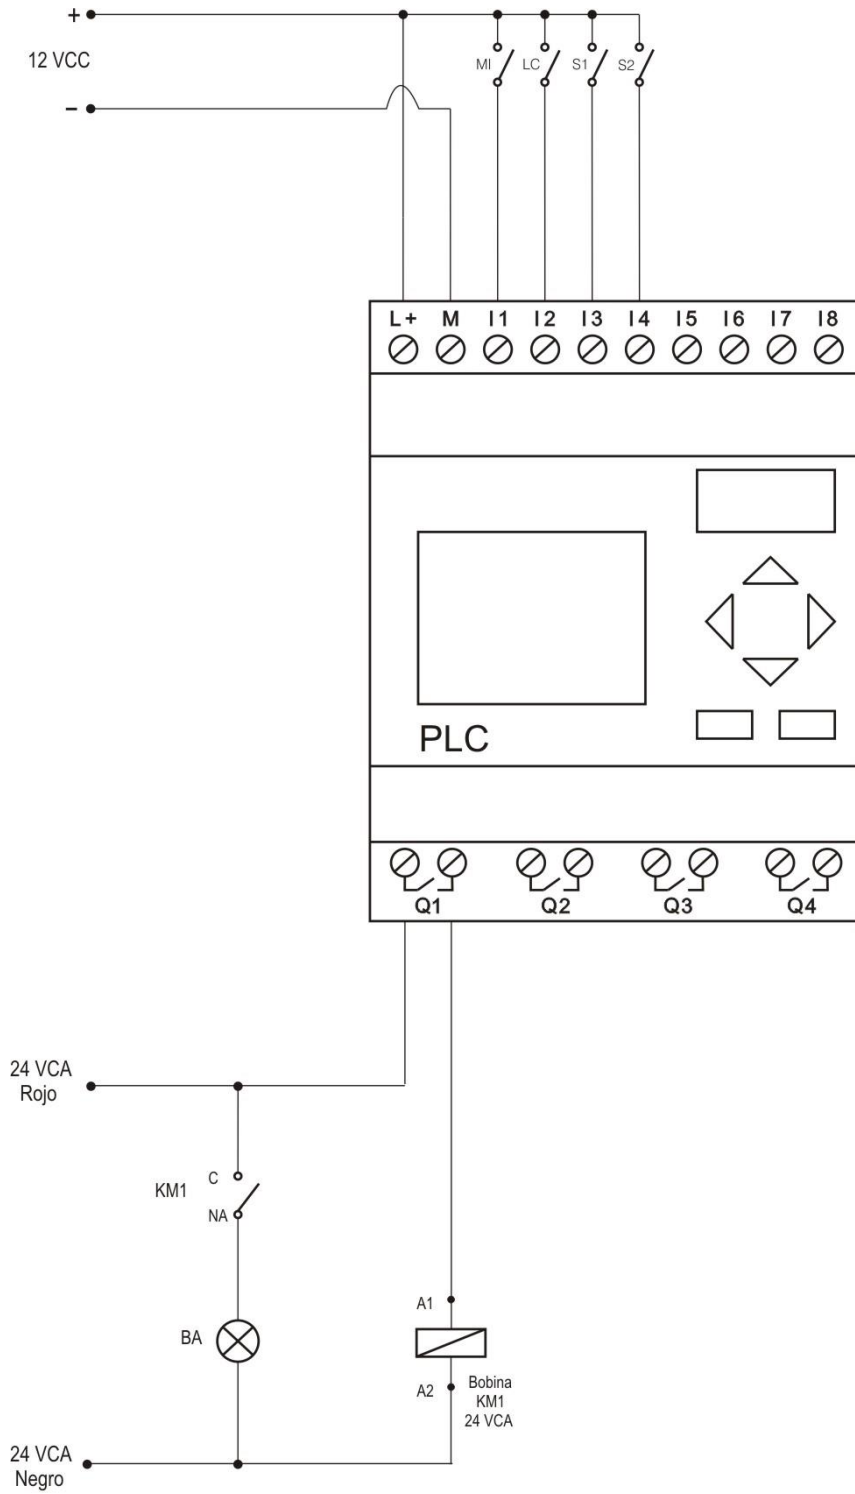 +
12 VCC
-
MI
LC
S1
S2
L+ M I1 I2 I3 I4 I5 I6 I7 I8
PLC
Q1 Q2 Q3 Q4
24 VCA
Rojo
KM1
C
NA
BA
A1
A2
Bobina
KM1
24 VCA
24 VCA
Negro